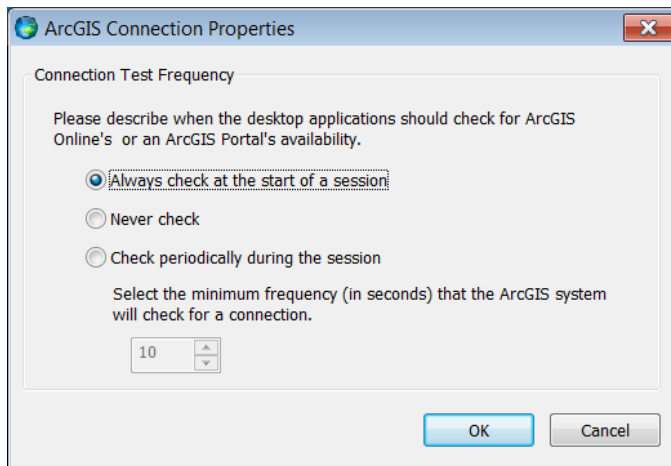 ArcGIS Connection Properties
Connection Test Frequency
Please describe when the desktop applications should check for ArcGIS
Online's or an ArcGIS Portal's availability.
Always check at the start of a session
Never check
Check periodically during the session
Select the minimum frequency (in seconds) that the ArcGIS system
will check for a connection.
10
OK Cancel